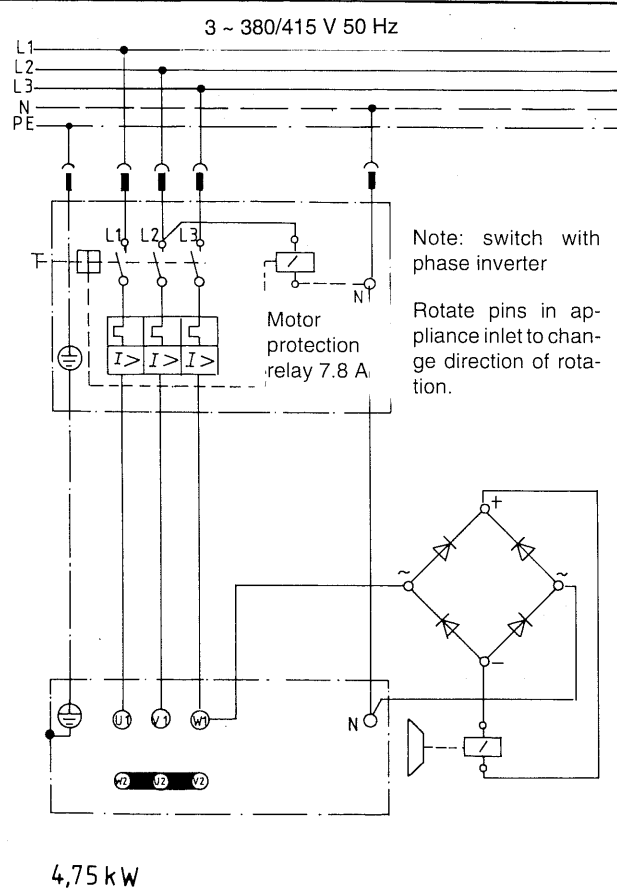 3 ~ 380/415 V 50 Hz
L1
L2
L3
N
PE
L1 L2 L3
N
Note: switch with
phase inverter
Rotate pins in ap-
pliance inlet to chan-
ge direction of rota-
tion.
Motor
protection
relay 7.8 A
I> I> I>
+
~ ~
–
U1 V1 W1 N
W2 U2 V2
4,75 kW